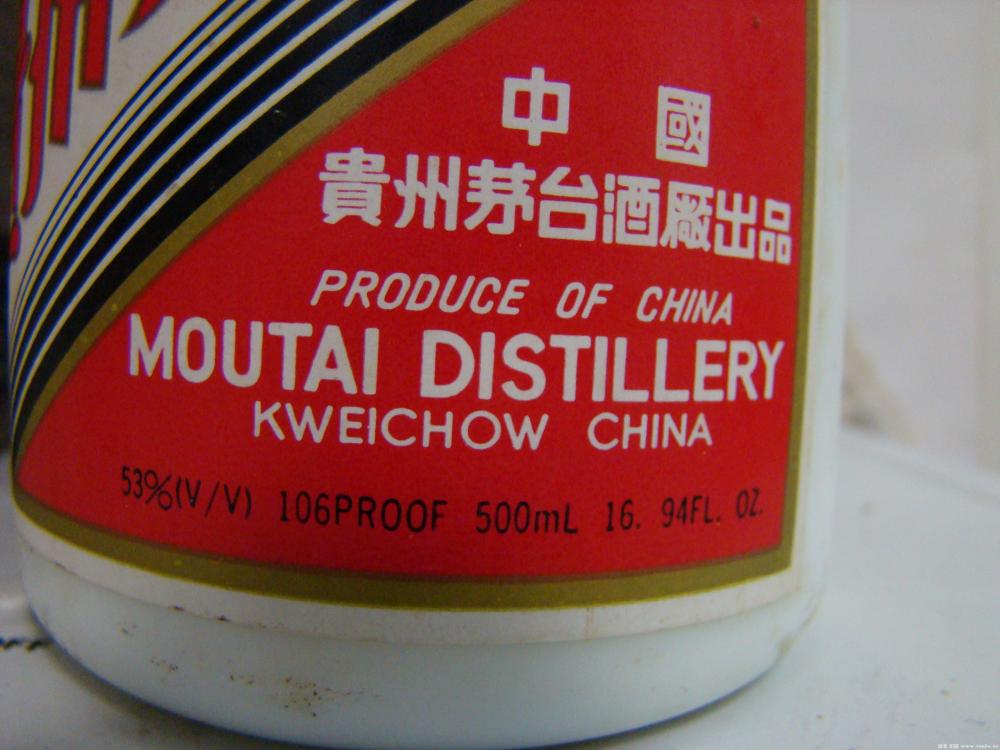 中國
貴州茅台酒廠出品
PRODUCE OF CHINA
MOUTAI DISTILLERY
KWEICHOW CHINA
53%(V/V) 106PROOF 500mL 16. 94FL. OZ.